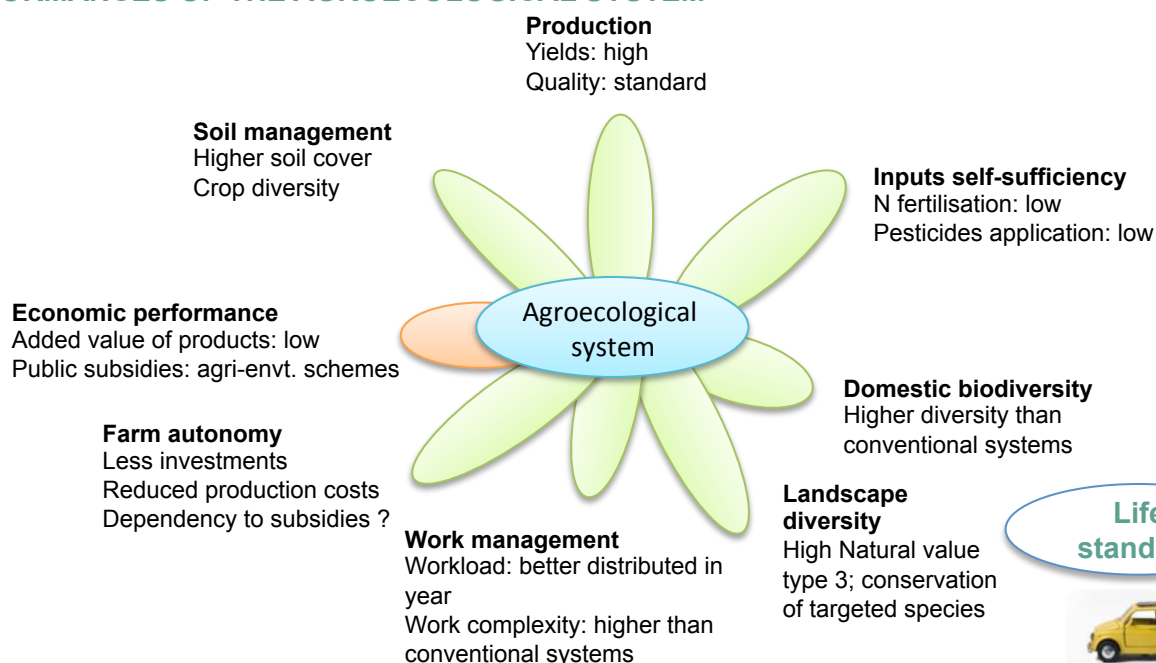 Production
Yields: high
Quality: standard
Soil management
Higher soil cover
Crop diversity
Inputs self-sufficiency
N fertilisation: low
Pesticides application: low
Agroecological
system
Economic performance
Added value of products: low
Public subsidies: agri-envt. schemes
Domestic biodiversity
Higher diversity than
conventional systems
Farm autonomy
Less investments
Reduced production costs
Dependency to subsidies ?
Landscape
diversity
High Natural value
type 3; conservation
of targeted species
Work management
Workload: better distributed in
year
Work complexity: higher than
conventional systems
Life
stand